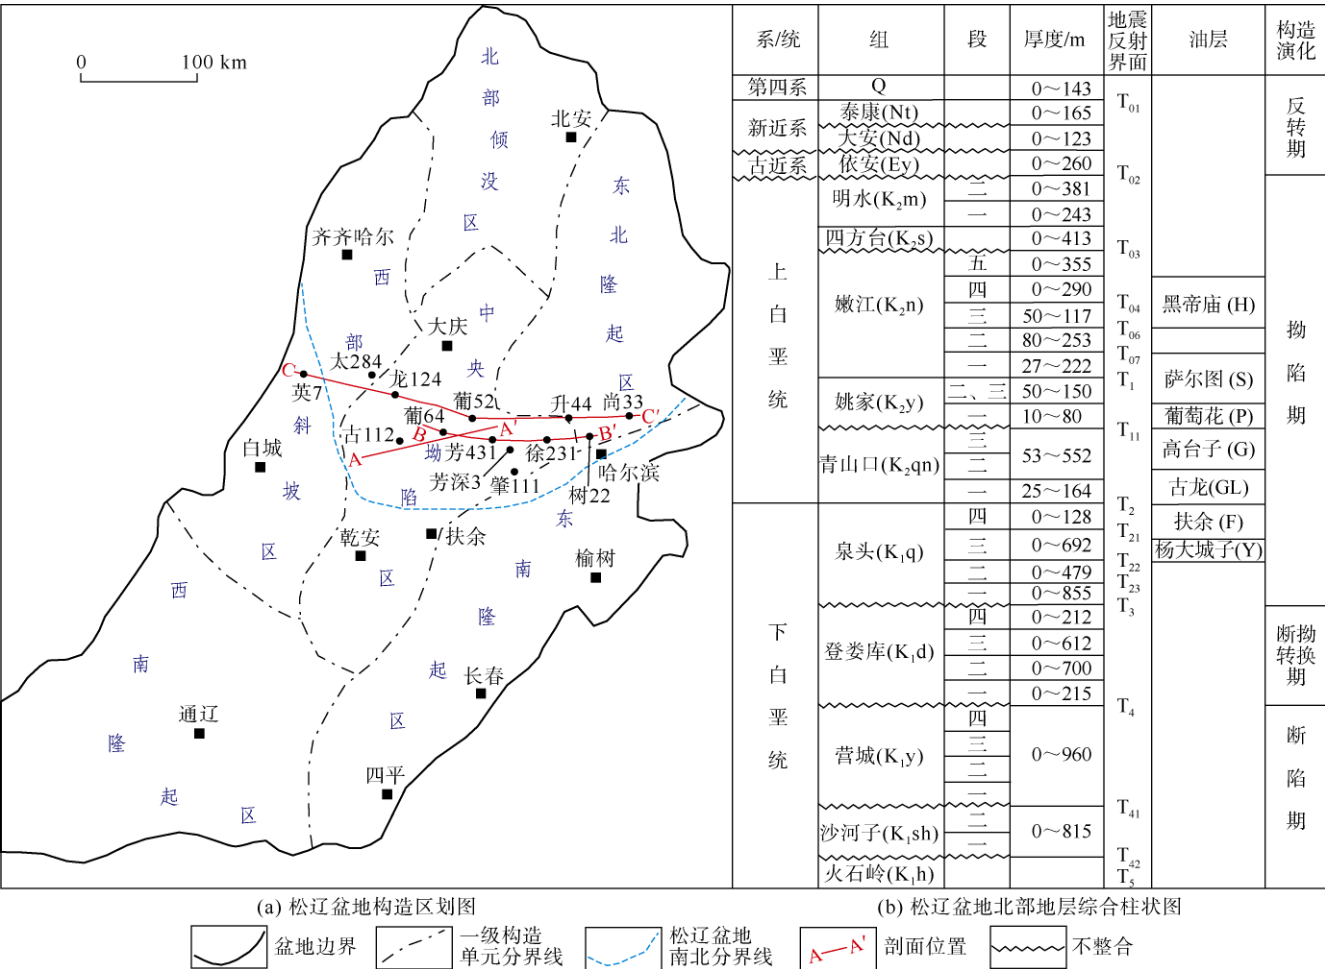 0 100 km
北部倾没区
北安
东北隆起区
齐齐哈尔
西部斜坡区
大庆
中央坳陷区
太284
龙124
C
英7
葡52
升44
尚33
C′
葡64
B
A′
B′
古112
A
芳431
徐231
哈尔滨
白城
芳深3
肇111
树22
乾安
扶余
榆树
东南隆起区
西南隆起区
长春
通辽
四平
(a) 松辽盆地构造区划图
系/统 组 段 厚度/m 地震反射界面 油层 构造演化
第四系 Q 0～143
T01
新近系 泰康(Nt) 0～165
大安(Nd) 0～123
反转期
古近系 依安(Ey) 0～260
T02
上白垩统
明水(K2m) 二 0～381
一 0～243
四方台(K2s) 0～413
T03
嫩江(K2n) 五 0～355
四 0～290
T04
黑帝庙 (H)
三 50～117
T06
二 80～253
T07
一 27～222
T1
萨尔图 (S)
姚家(K2y) 二、三 50～150
一 10～80
葡萄花 (P)
T11
青山口(K2qn) 三
二
53～552
高台子 (G)
一 25～164
古龙(GL)
T2
拗陷期
下白垩统
泉头(K1q) 四 0～128
扶余 (F)
T21
三 0～692
杨大城子(Y)
T22
二 0～479
T23
一 0～855
T3
登娄库(K1d) 四 0～212
三 0～612
二 0～700
一 0～215
断拗转换期
T4
营城(K1y) 四
三
二
一
0～960
T41
沙河子(K1sh) 二
一
0～815
T42
火石岭(K1h)
T5
断陷期
(b) 松辽盆地北部地层综合柱状图
盆地边界
一级构造
单元分界线
松辽盆地
南北分界线
A A′ 剖面位置
不整合